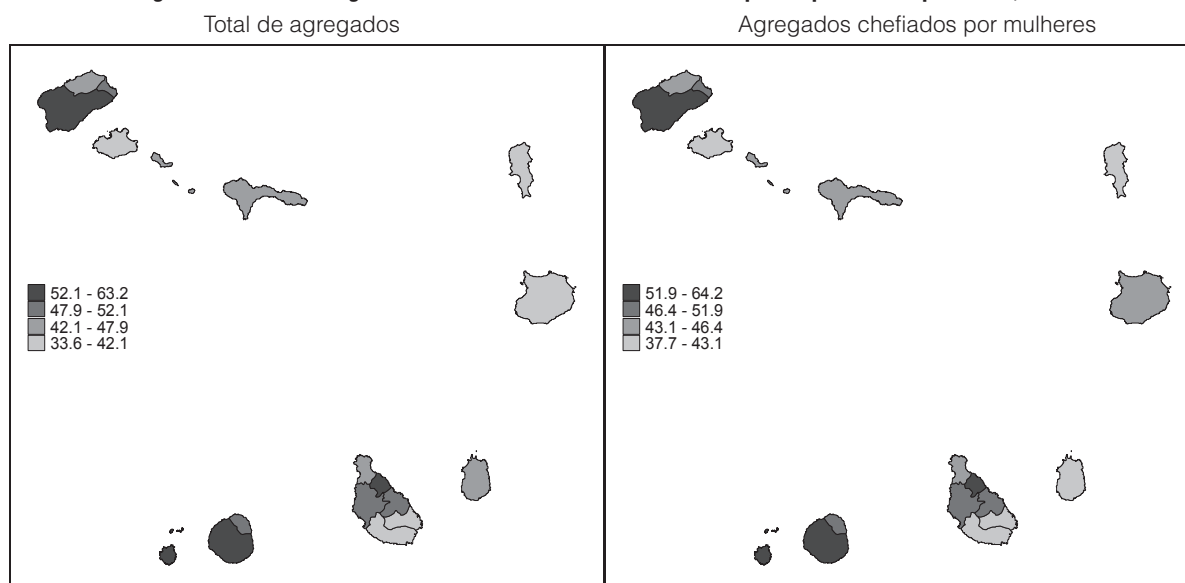 Total de agregados
Agregados chefiados por mulheres
52.1 - 63.2
47.9 - 52.1
42.1 - 47.9
33.6 - 42.1
51.9 - 64.2
46.4 - 51.9
43.1 - 46.4
37.7 - 43.1